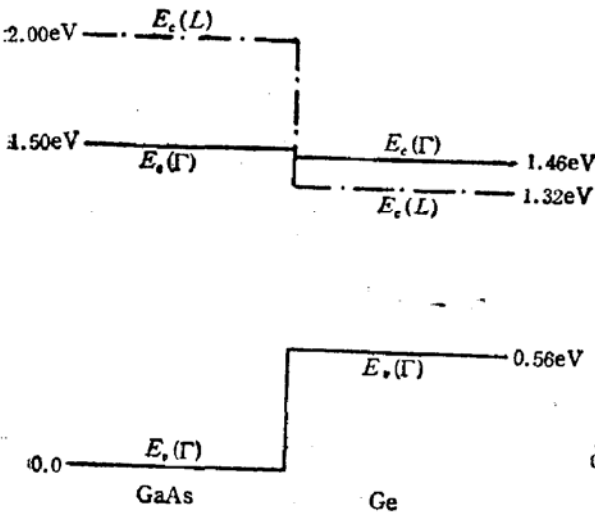 E_c(L)
2.00eV
1.50eV
E_c(Γ)
E_c(Γ)
1.46eV
E_c(L)
1.32eV
E_v(Γ)
0.56eV
E_v(Γ)
0.0
GaAs
Ge